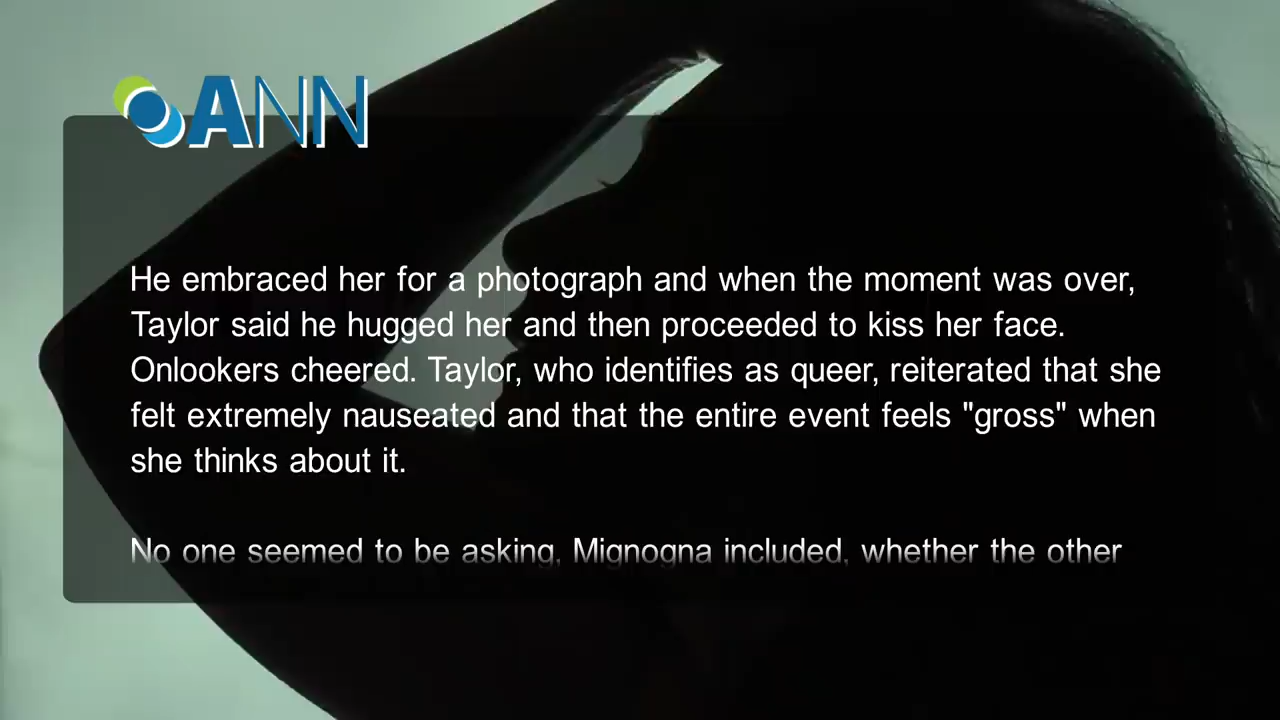 ANN
He embraced her for a photograph and when the moment was over,
Taylor said he hugged her and then proceeded to kiss her face.
Onlookers cheered. Taylor, who identifies as queer, reiterated that she
felt extremely nauseated and that the entire event feels "gross" when
she thinks about it.
No one seemed to be asking, Mignogna included, whether the other